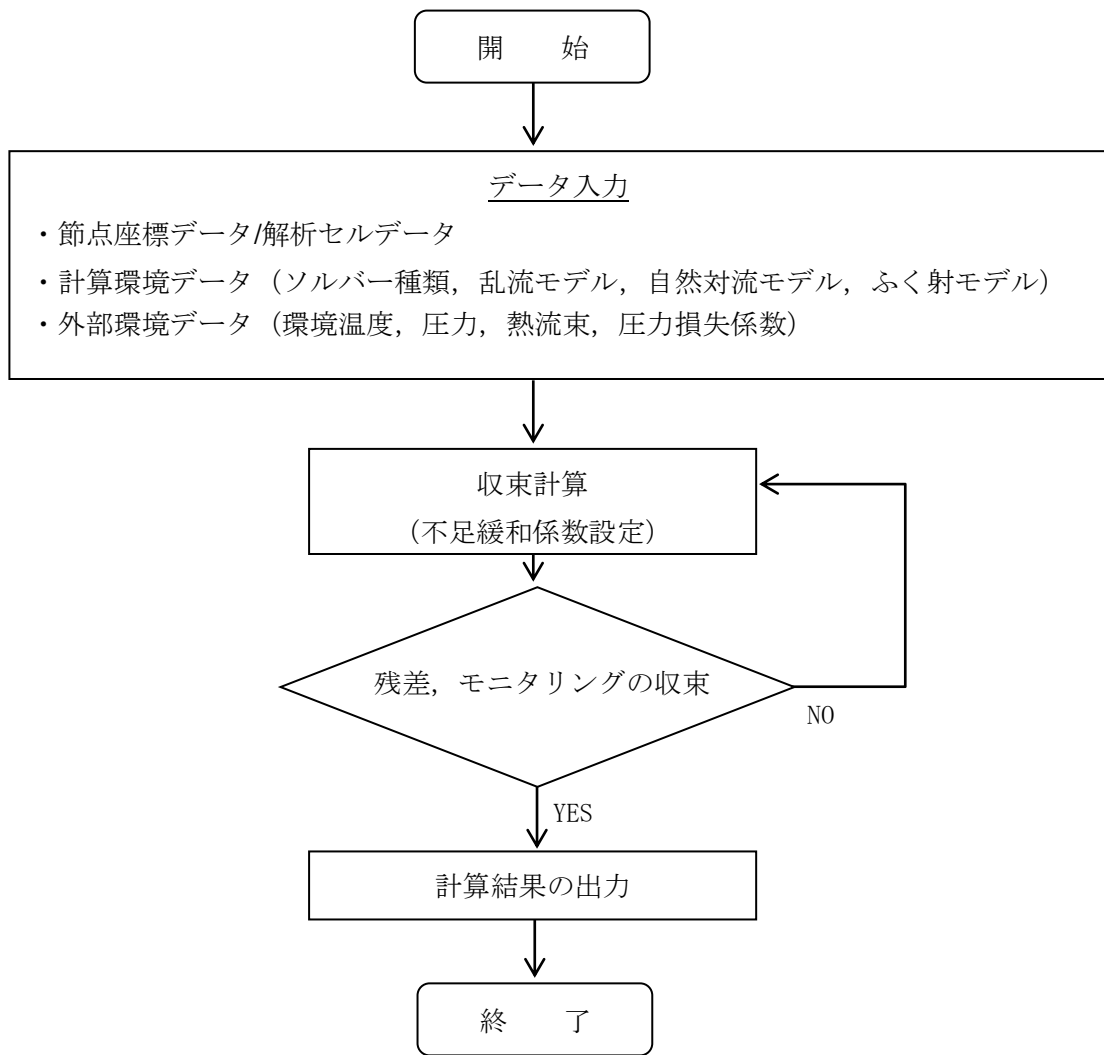 開　　始
データ入力
・節点座標データ/解析セルデータ
・計算環境データ（ソルバー種類，乱流モデル，自然対流モデル，ふく射モデル）
・外部環境データ（環境温度，圧力，熱流束，圧力損失係数）
収束計算
（不足緩和係数設定）
残差，モニタリングの収束
NO
YES
計算結果の出力
終　　了